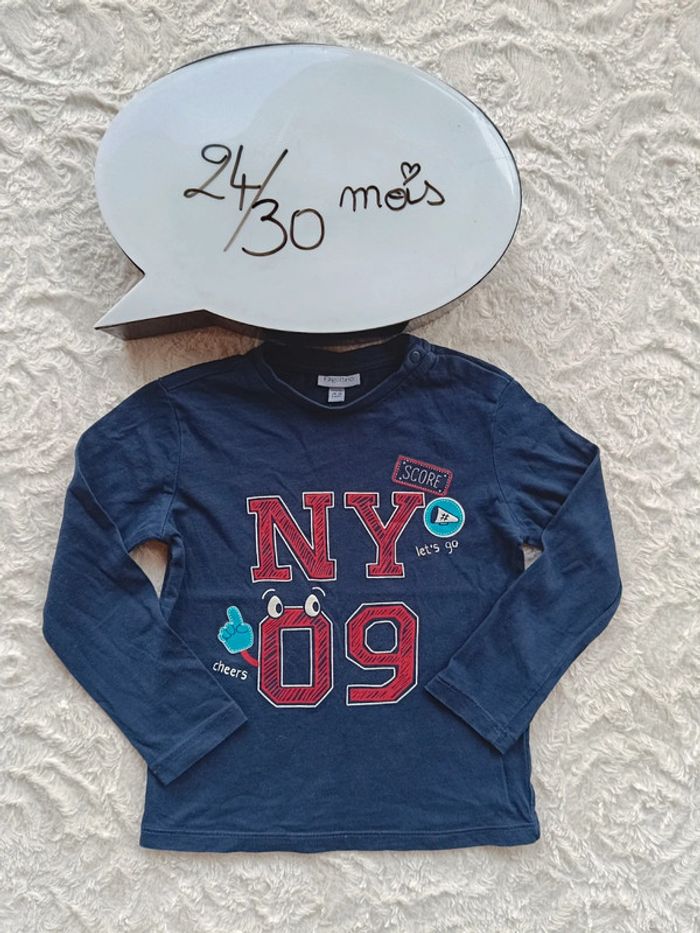 24/30 mois
SCORE
NY
#
let's go
09
cheers